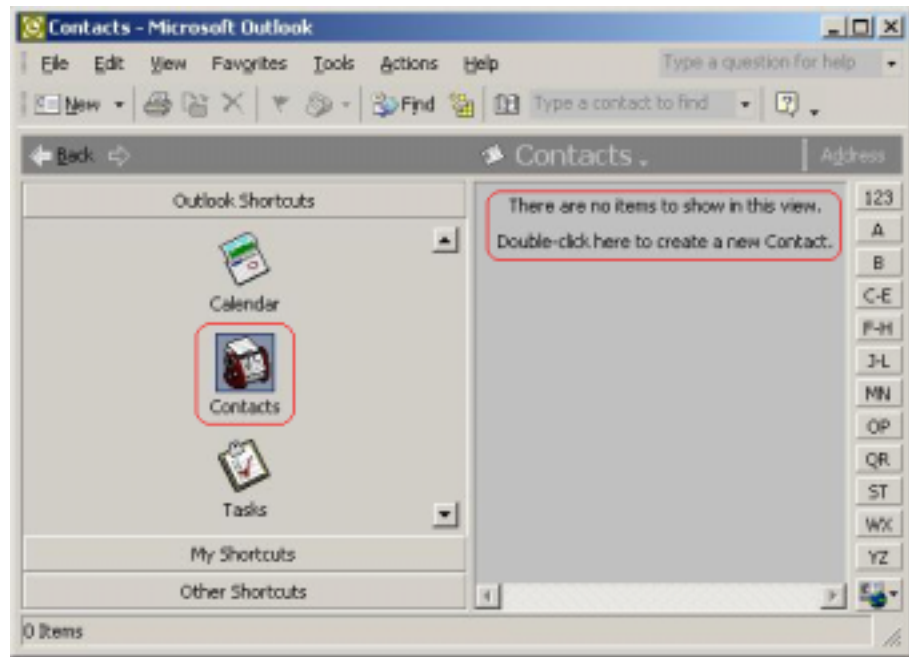 Contacts - Microsoft Outlook
File Edit View Favorites Tools Actions Help Type a question for help
New Find Type a contact to find
Back Contacts Address
Outlook Shortcuts
There are no items to show in this view.
Double-click here to create a new Contact.
Calendar
Contacts
Tasks
My Shortcuts
Other Shortcuts
123
A
B
C-E
F-H
J-L
MN
OP
QR
ST
WX
YZ
0 Items